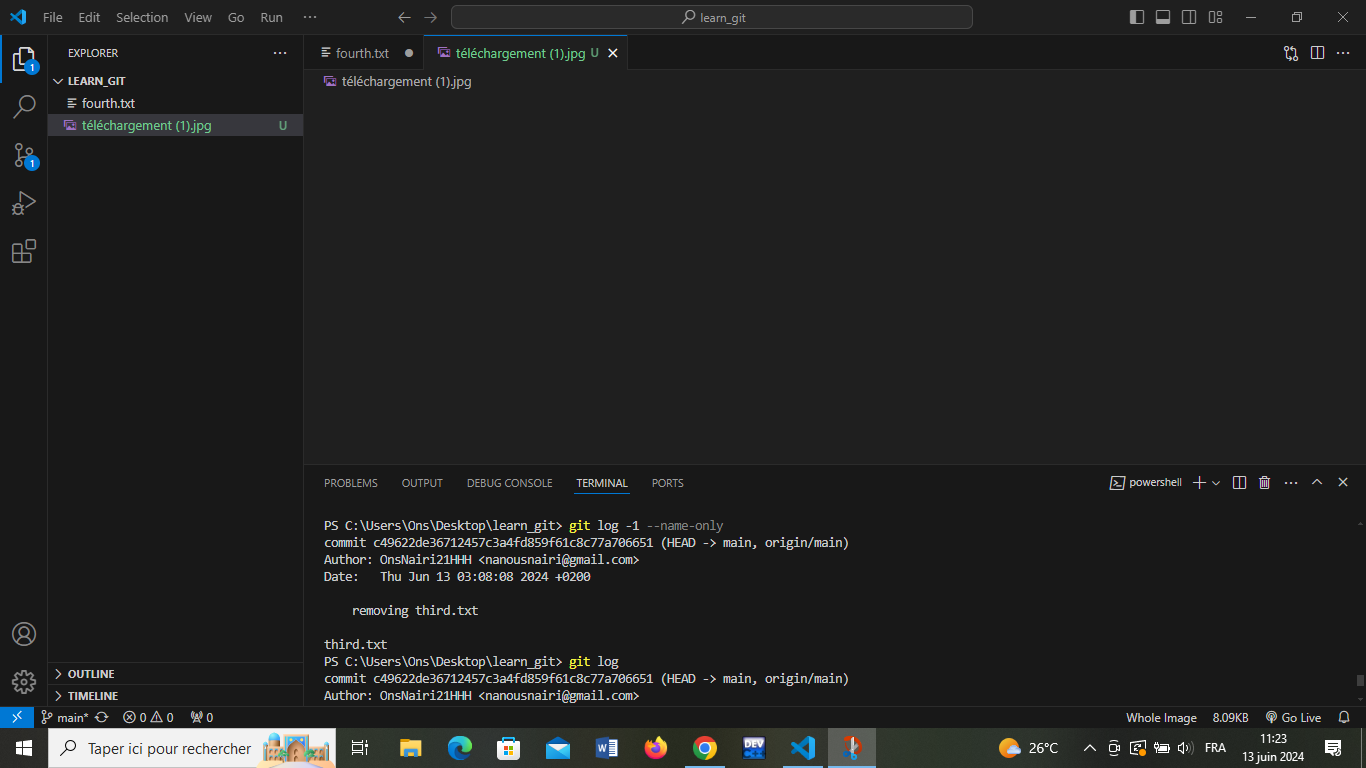 File Edit Selection View Go Run ··· learn_git
EXPLORER ···
LEARN_GIT
fourth.txt
téléchargement (1).jpg U
fourth.txt
téléchargement (1).jpg U
téléchargement (1).jpg
1
1
OUTLINE
TIMELINE
PROBLEMS OUTPUT DEBUG CONSOLE TERMINAL PORTS powershell
PS C:\Users\Ons\Desktop\learn_git> git log -1 --name-only
commit c49622de36712457c3a4fd859f61c8c77a706651 (HEAD -> main, origin/main)
Author: OnsNairi21HHH <nanousnairi@gmail.com>
Date:   Thu Jun 13 03:08:08 2024 +0200
removing third.txt
third.txt
PS C:\Users\Ons\Desktop\learn_git> git log
commit c49622de36712457c3a4fd859f61c8c77a706651 (HEAD -> main, origin/main)
Author: OnsNairi21HHH <nanousnairi@gmail.com>
main* 0 0 0 Whole Image 8.09KB Go Live
Taper ici pour rechercher DEV 26°C FRA 11:23
13 juin 2024